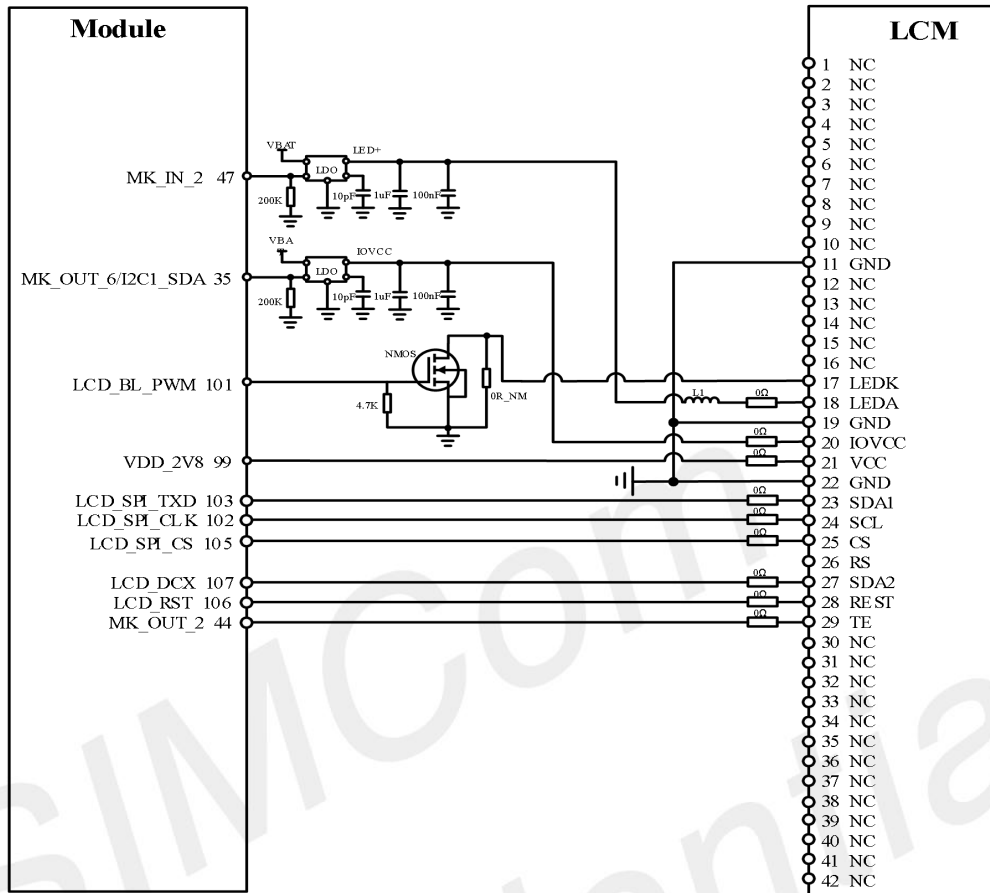 Module
MK_IN_2 47
MK_OUT_6/I2C1_SDA 35
LCD_BL_PWM 101
VDD_2V8 99
LCD_SPI_TXD 103
LCD_SPI_CLK 102
LCD_SPI_CS 105
LCD_DCX 107
LCD_RST 106
MK_OUT_2 44
VBAT
LED+
LDO
200K
10pF
1uF
100nF
VBA
IOVCC
LDO
200K
10pF
1uF
100nF
NMOS
4.7K
0R_NM
L1
0Ω
0Ω
0Ω
0Ω
0Ω
0Ω
0Ω
0Ω
0Ω
LCM
1 NC
2 NC
3 NC
4 NC
5 NC
6 NC
7 NC
8 NC
9 NC
10 NC
11 GND
12 NC
13 NC
14 NC
15 NC
16 NC
17 LEDK
18 LEDA
19 GND
20 IOVCC
21 VCC
22 GND
23 SDA1
24 SCL
25 CS
26 RS
27 SDA2
28 REST
29 TE
30 NC
31 NC
32 NC
33 NC
34 NC
35 NC
36 NC
37 NC
38 NC
39 NC
40 NC
41 NC
42 NC
SIMCom